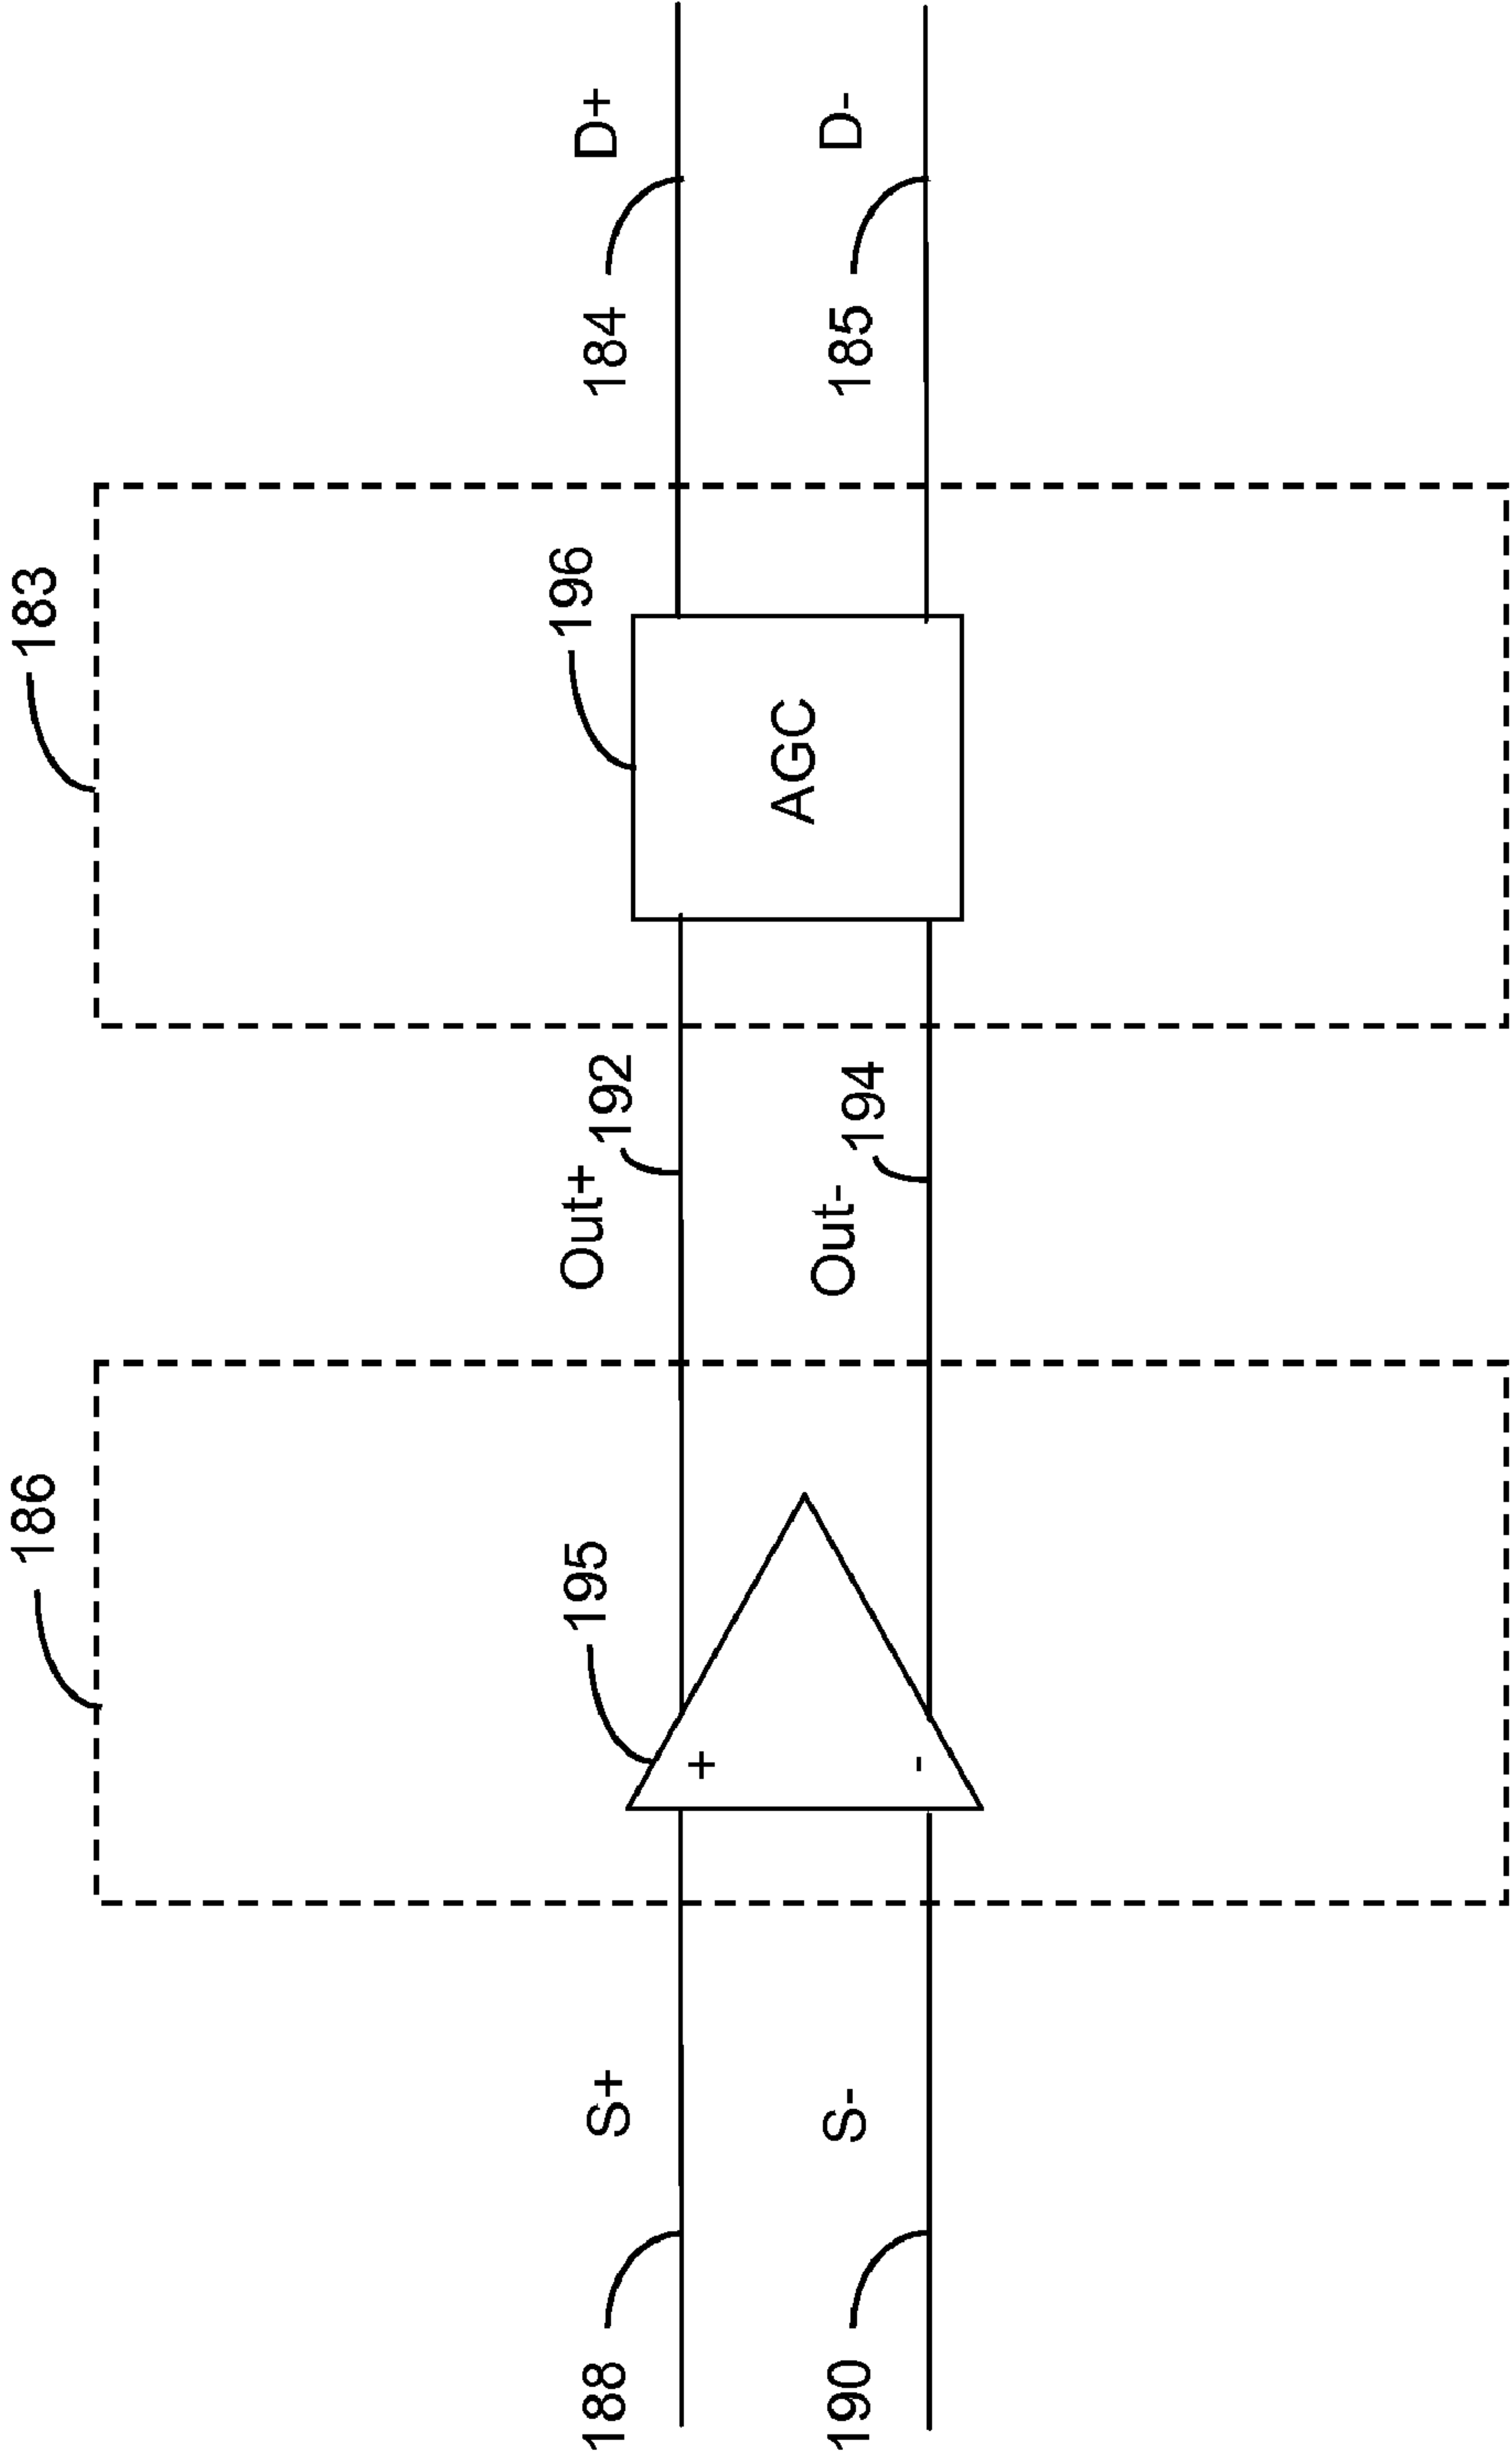 186
183
195
196
188
S+
Out+
192
184
D+
+
AGC
190
S-
Out-
194
185
D-
-